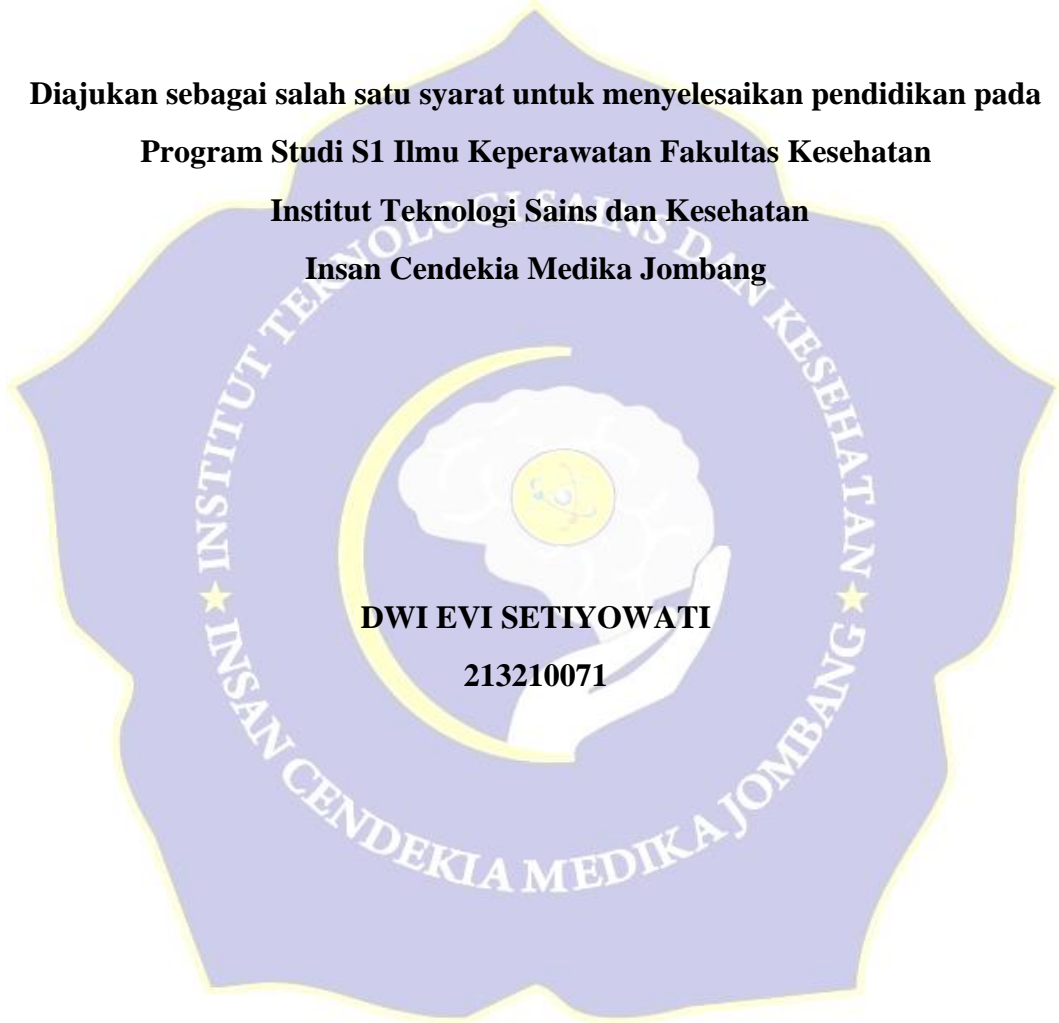 Diajukan sebagai salah satu syarat untuk menyelesaikan pendidikan pada
Program Studi S1 Ilmu Keperawatan Fakultas Kesehatan
Institut Teknologi Sains dan Kesehatan
Insan Cendekia Medika Jombang
INSTITUT TEKNOLOGI SAINS DAN KESEHATAN
DWI EVI SETIYOWATI
213210071
INSAN CENDEKIA MEDIKA JOMBANG